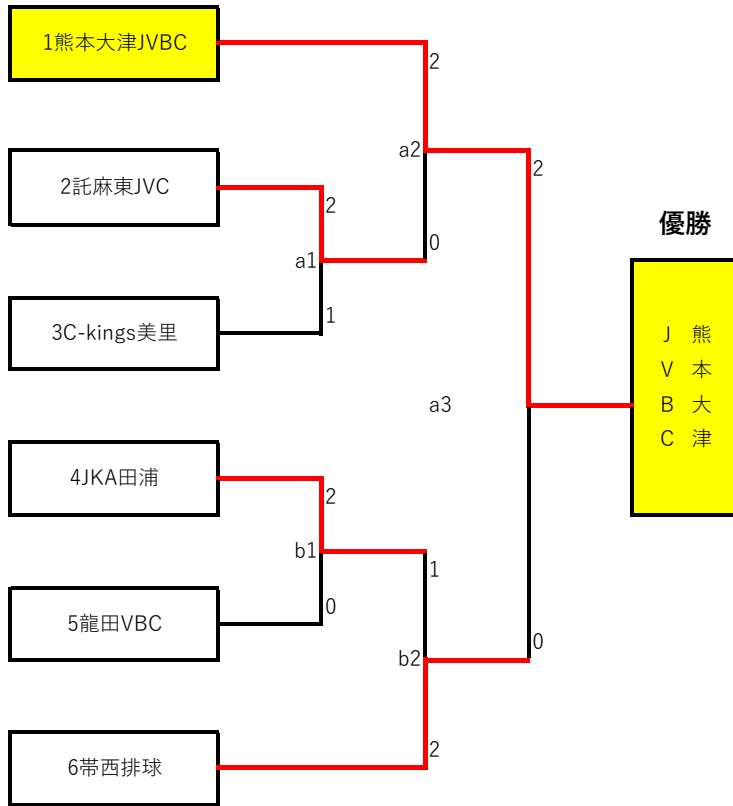 1熊本大津JVBC
2
a2
2託麻東JVC
2
2
優勝
0
a1
3C-kings美里
1
熊本大津
JVBC
a3
4JKA田浦
2
b1
1
0
5龍田VBC
0
b2
2
6帯西排球